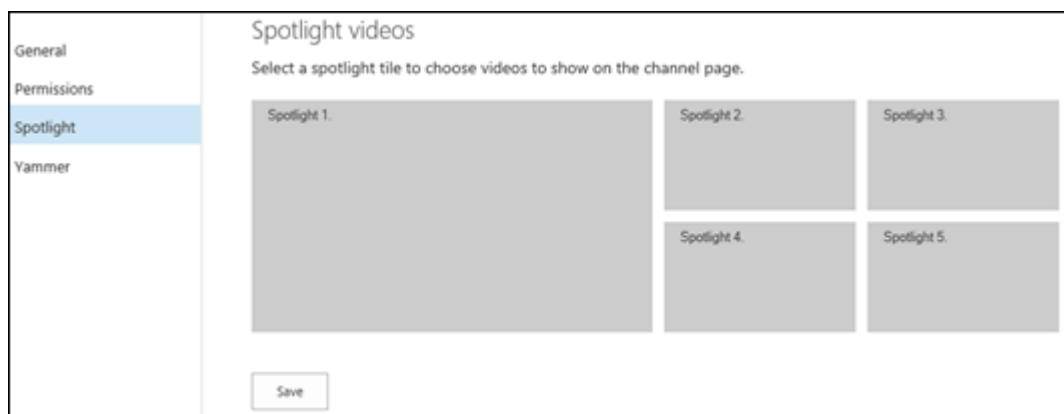 General
Permissions
Spotlight
Yammer
Spotlight videos
Select a spotlight tile to choose videos to show on the channel page.
Spotlight 1.
Spotlight 2.
Spotlight 3.
Spotlight 4.
Spotlight 5.
Save